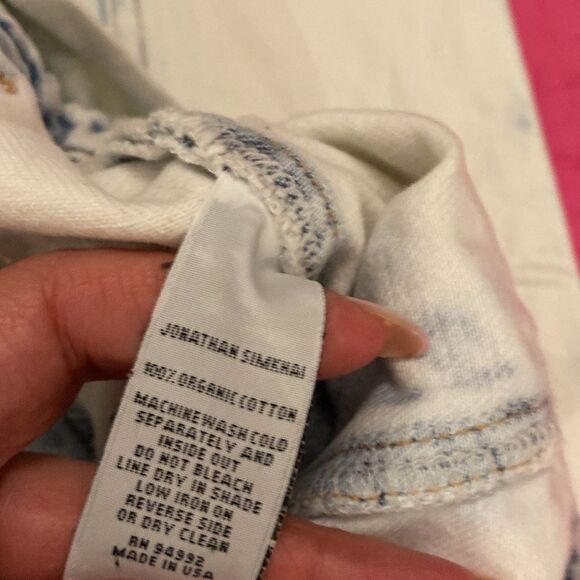 JONATHAN SIMKHAI
100% ORGANIC COTTON
MACHINE WASH COLD
SEPARATELY AND
INSIDE OUT
DO NOT BLEACH
LINE DRY IN SHADE
LOW IRON ON
REVERSE SIDE
OR DRY CLEAN
RN 94992
MADE IN USA